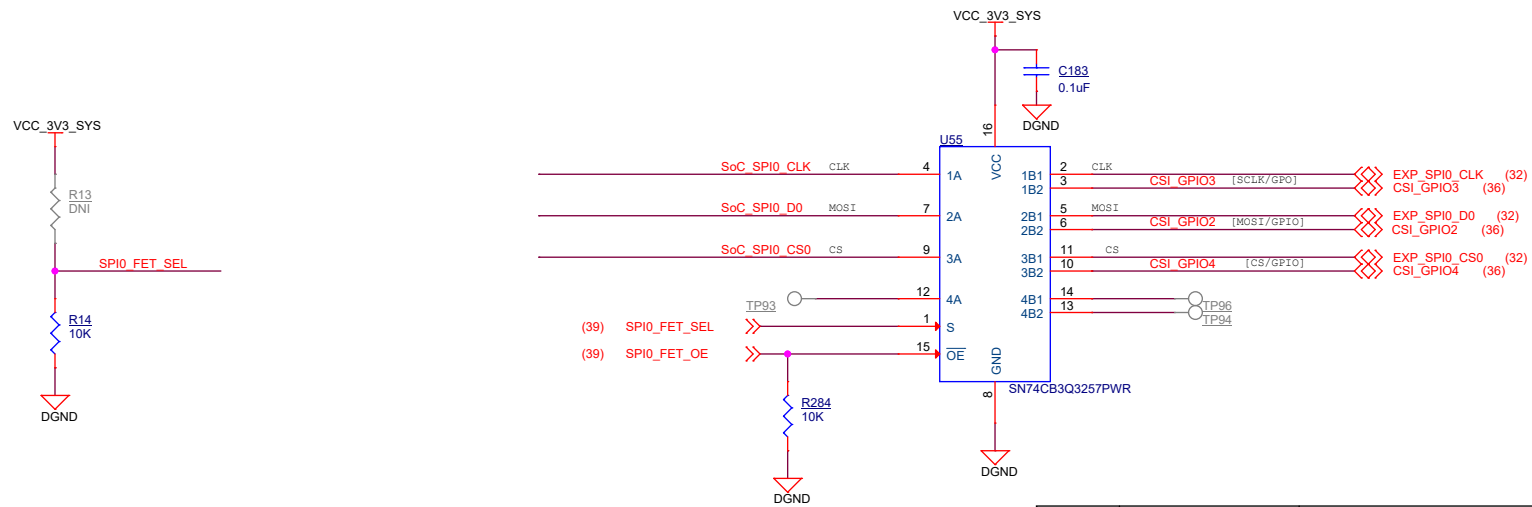 VCC_3V3_SYS
C183
0.1uF
DGND
VCC_3V3_SYS
R13
DNI
SPI0_FET_SEL
R14
10K
DGND
U55
16
VCC
SoC_SPI0_CLK CLK 4 1A
1B1 2 CLK EXP_SPI0_CLK (32)
1B2 3 CSI_GPIO3 [SCLK/GPO] CSI_GPIO3 (36)
SoC_SPI0_D0 MOSI 7 2A
2B1 5 MOSI EXP_SPI0_D0 (32)
2B2 6 CSI_GPIO2 [MOSI/GPIO] CSI_GPIO2 (36)
SoC_SPI0_CS0 CS 9 3A
3B1 11 CS EXP_SPI0_CS0 (32)
3B2 10 CSI_GPIO4 [CS/GPIO] CSI_GPIO4 (36)
TP93 12 4A
4B1 14 TP96
4B2 13 TP94
(39) SPI0_FET_SEL 1 S
(39) SPI0_FET_OE 15 OE
GND
8
SN74CB3Q3257PWR
R284
10K
DGND
DGND